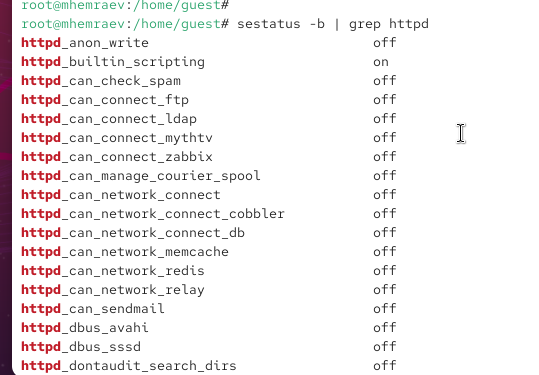 root@mhemraev:/home/guest#
root@mhemraev:/home/guest# sestatus -b | grep httpd
httpd_anon_write off
httpd_builtin_scripting on
httpd_can_check_spam off
httpd_can_connect_ftp off
httpd_can_connect_ldap off
httpd_can_connect_mythtv off
httpd_can_connect_zabbix off
httpd_can_manage_courier_spool off
httpd_can_network_connect off
httpd_can_network_connect_cobbler off
httpd_can_network_connect_db off
httpd_can_network_memcache off
httpd_can_network_redis off
httpd_can_network_relay off
httpd_can_sendmail off
httpd_dbus_avahi off
httpd_dbus_sssd off
httpd_dontaudit_search_dirs off